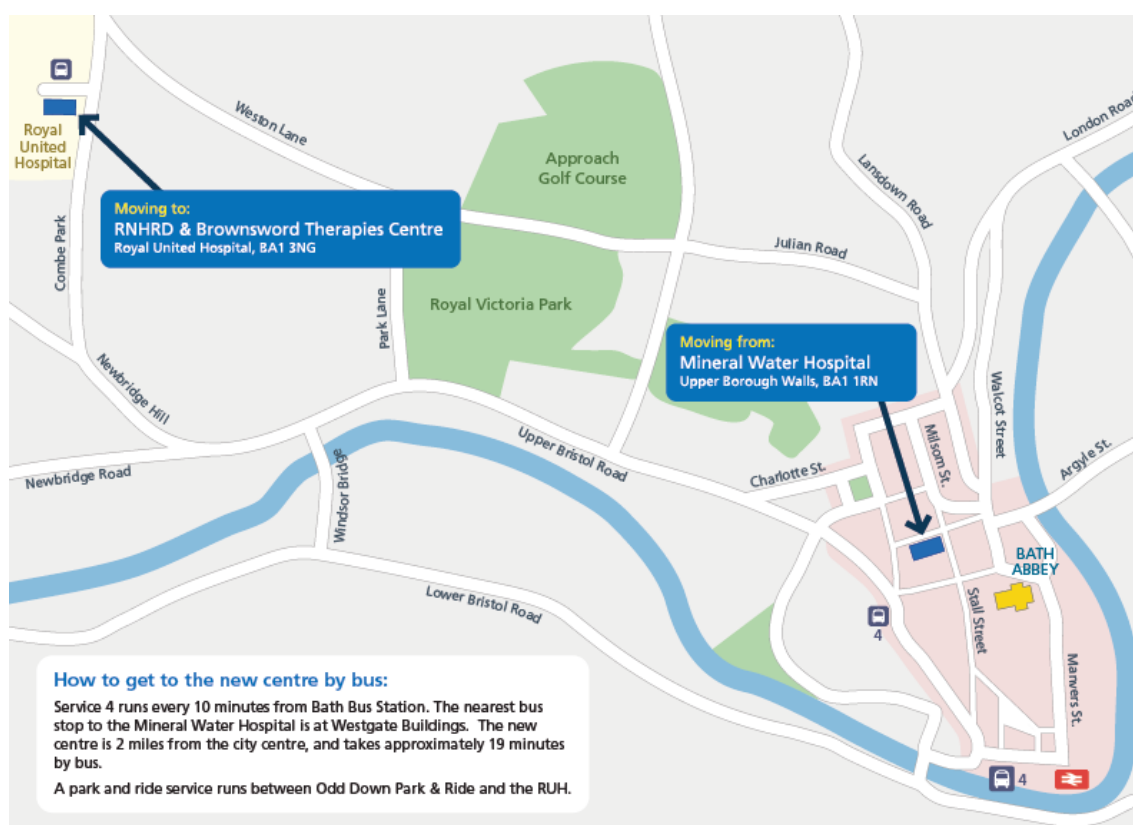 Royal
United
Hospital
Weston Lane
Approach
Golf Course
London Road
Lansdown Road
Combe Park
Moving to:
RNHRD & Brownsword Therapies Centre
Royal United Hospital, BA1 3NG
Julian Road
Park Lane
Royal Victoria Park
Moving from:
Mineral Water Hospital
Upper Borough Walls, BA1 1RN
Newbridge Hill
Walcot Street
Milsom St.
Upper Bristol Road
Argyle St.
Charlotte St.
Newbridge Road
Windsor Bridge
BATH
ABBEY
Lower Bristol Road
Stall Street
4
Manvers St.
How to get to the new centre by bus:
Service 4 runs every 10 minutes from Bath Bus Station. The nearest bus
stop to the Mineral Water Hospital is at Westgate Buildings. The new
centre is 2 miles from the city centre, and takes approximately 19 minutes
by bus.
A park and ride service runs between Odd Down Park & Ride and the RUH.
4